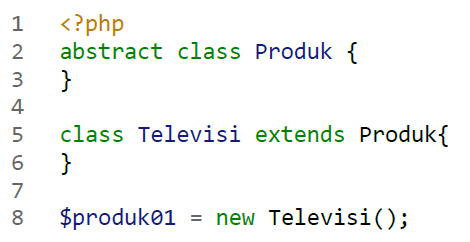 1 <?php
2 abstract class Produk {
3 }
4
5 class Televisi extends Produk{
6 }
7
8 $produk01 = new Televisi();